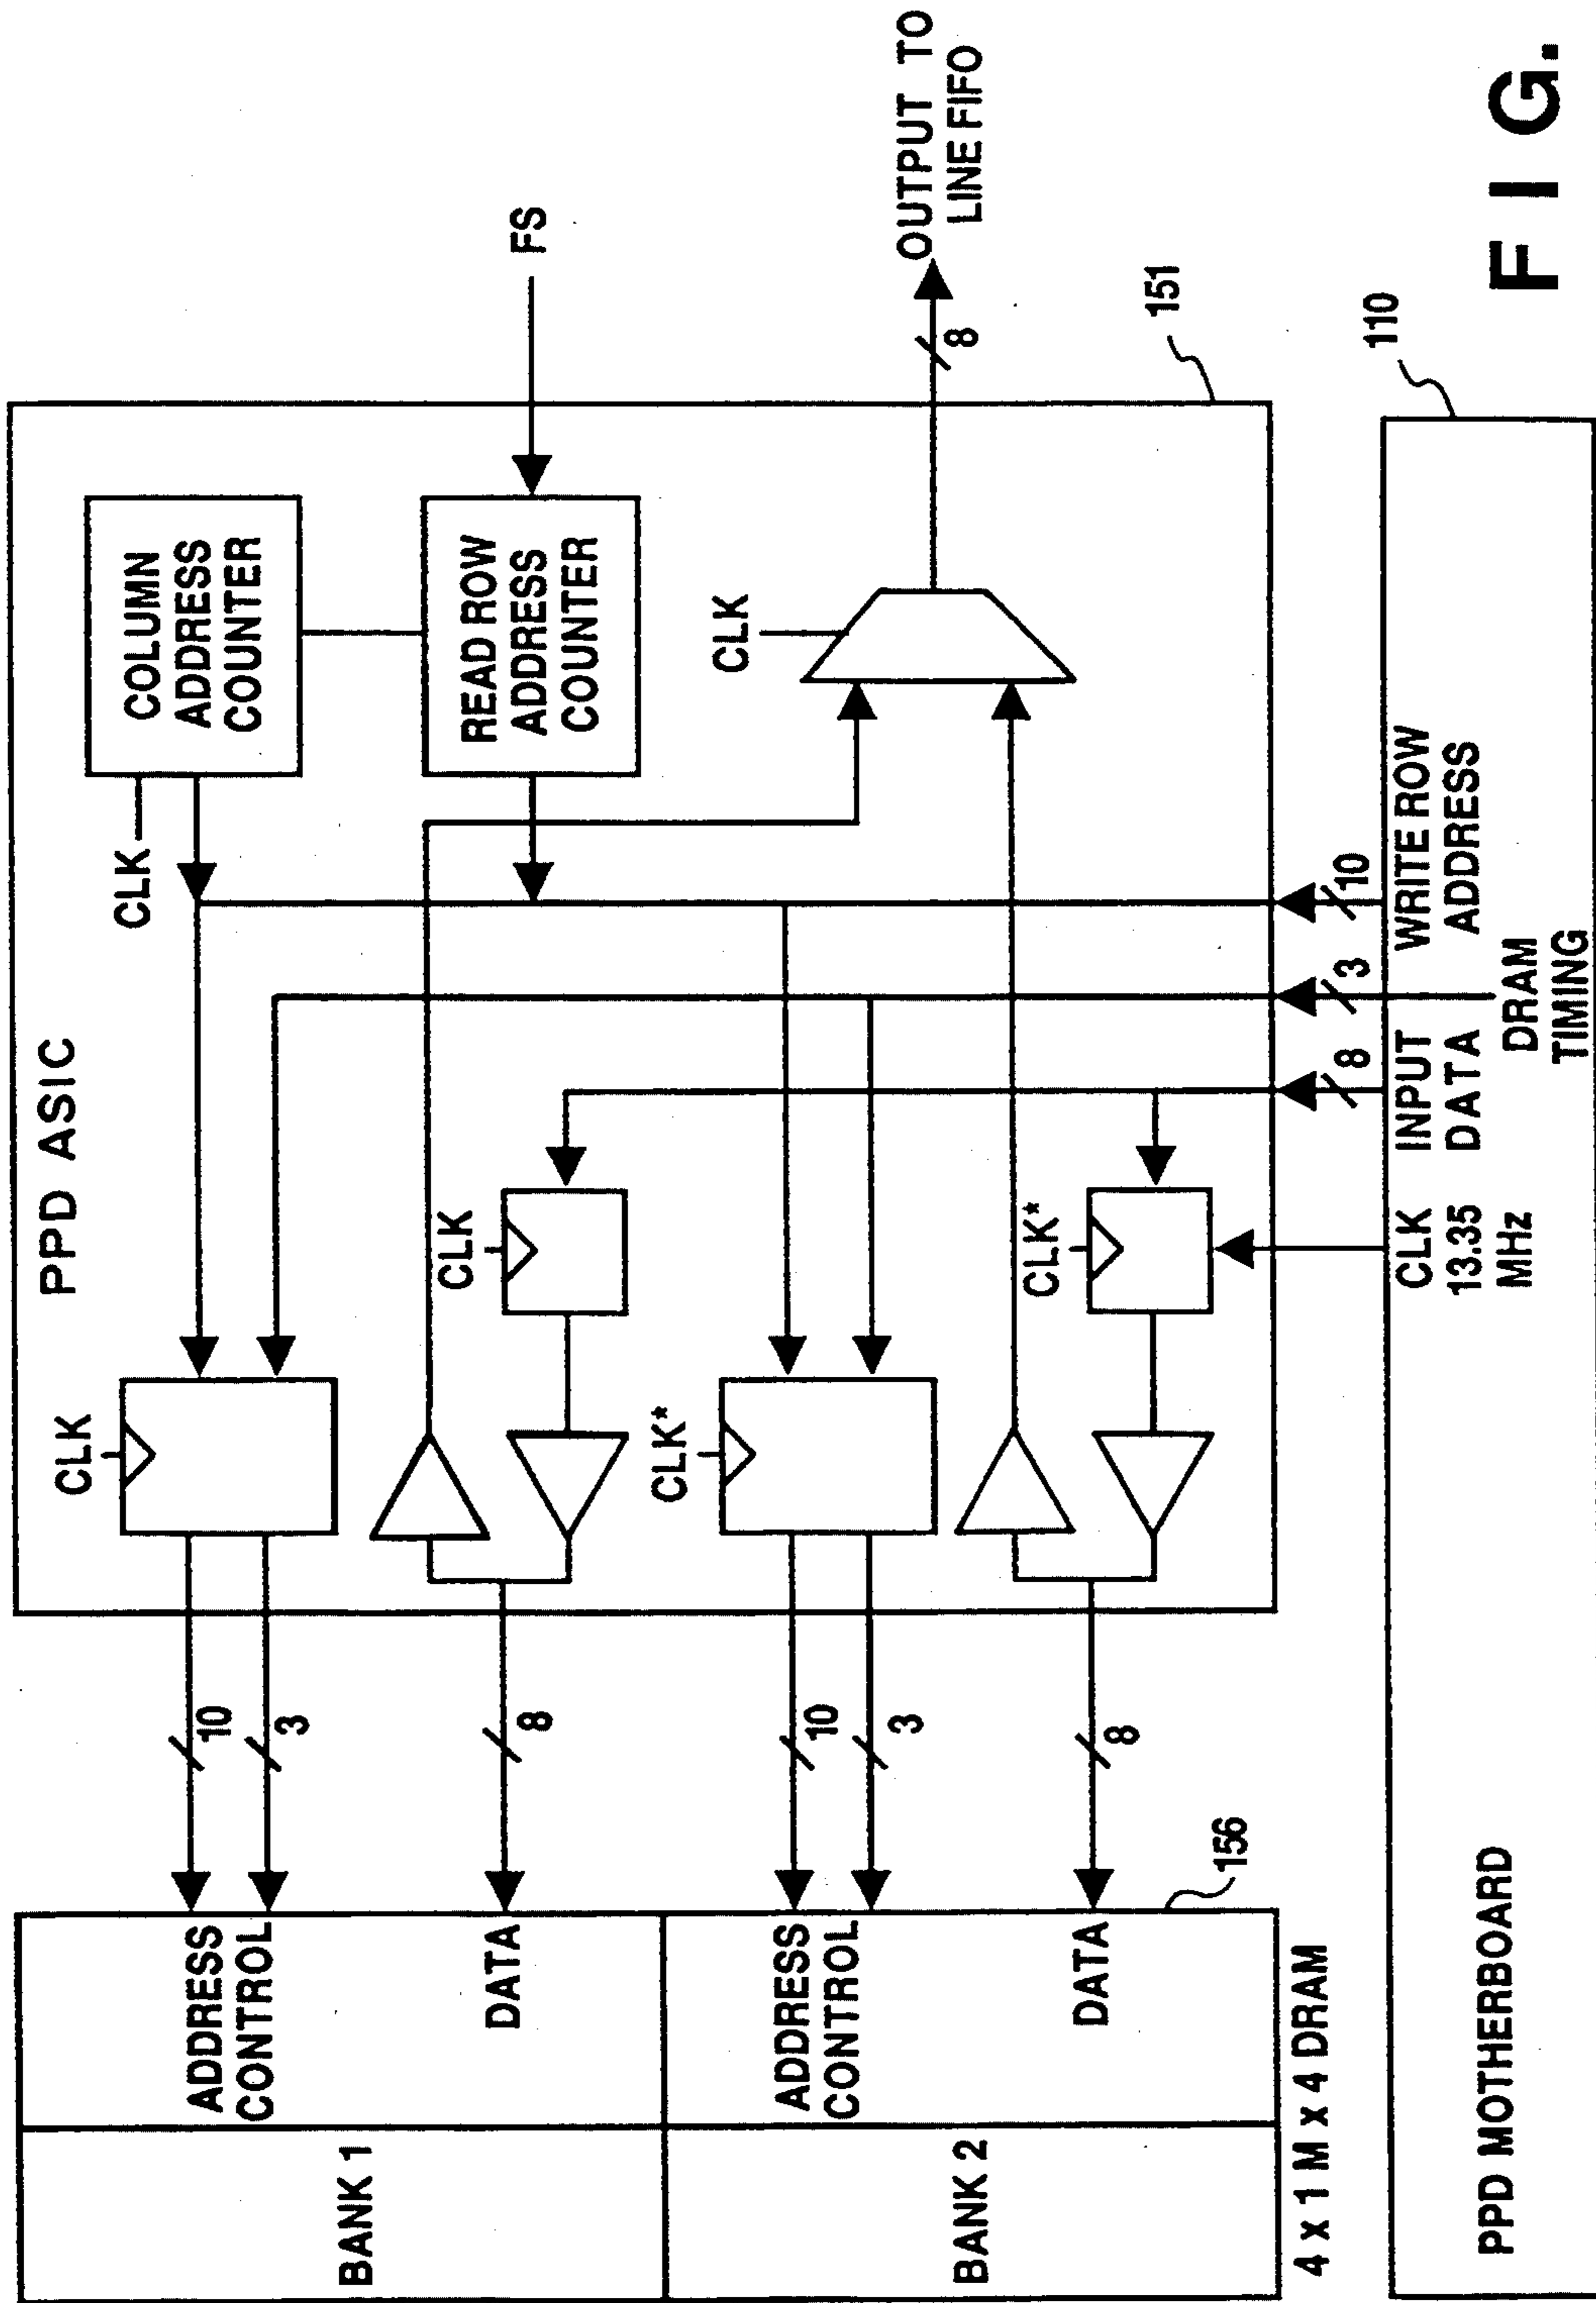 PPD ASIC
COLUMN
ADDRESS
COUNTER
CLK
READ ROW
ADDRESS
COUNTER
FS
CLK
OUTPUT TO
LINE FIFO
8
151
CLK
CLK
CLK*
CLK*
10
3
8
10
3
8
BANK 1
ADDRESS
CONTROL
DATA
BANK 2
ADDRESS
CONTROL
DATA
156
4 x 1 M x 4 DRAM
PPD MOTHERBOARD
CLK
13.35
MHz
INPUT
DATA
8
DRAM
TIMING
3
WRITE ROW
ADDRESS
10
110
FIG.